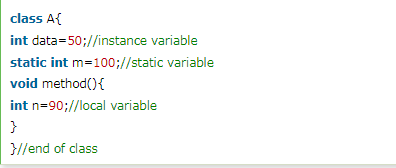 class A{
int data=50;//instance variable
static int m=100;//static variable
void method(){
int n=90;//local variable
}
}//end of class